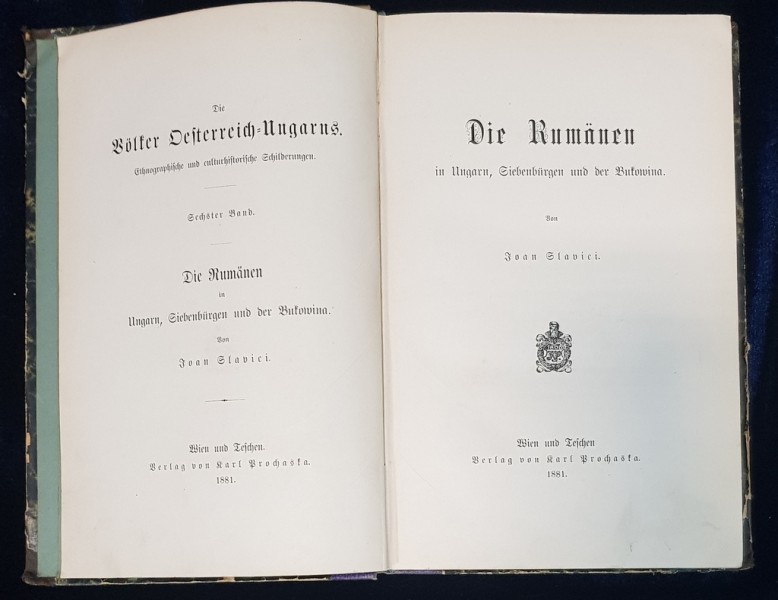 Die
Völker Oesterreich-Ungarns.
Ethnographische und culturhistorische Schilderungen.
Sechster Band.
Die Rumänen
in
Ungarn, Siebenbürgen und der Bukowina.
Von
Joan Slavici.
Wien und Teschen.
Verlag von Karl Prochaska.
1881.
Die Rumänen
in Ungarn, Siebenbürgen und der Bukowina.
Von
Joan Slavici.
Wien und Teschen
Verlag von Karl Prochaska.
1881.